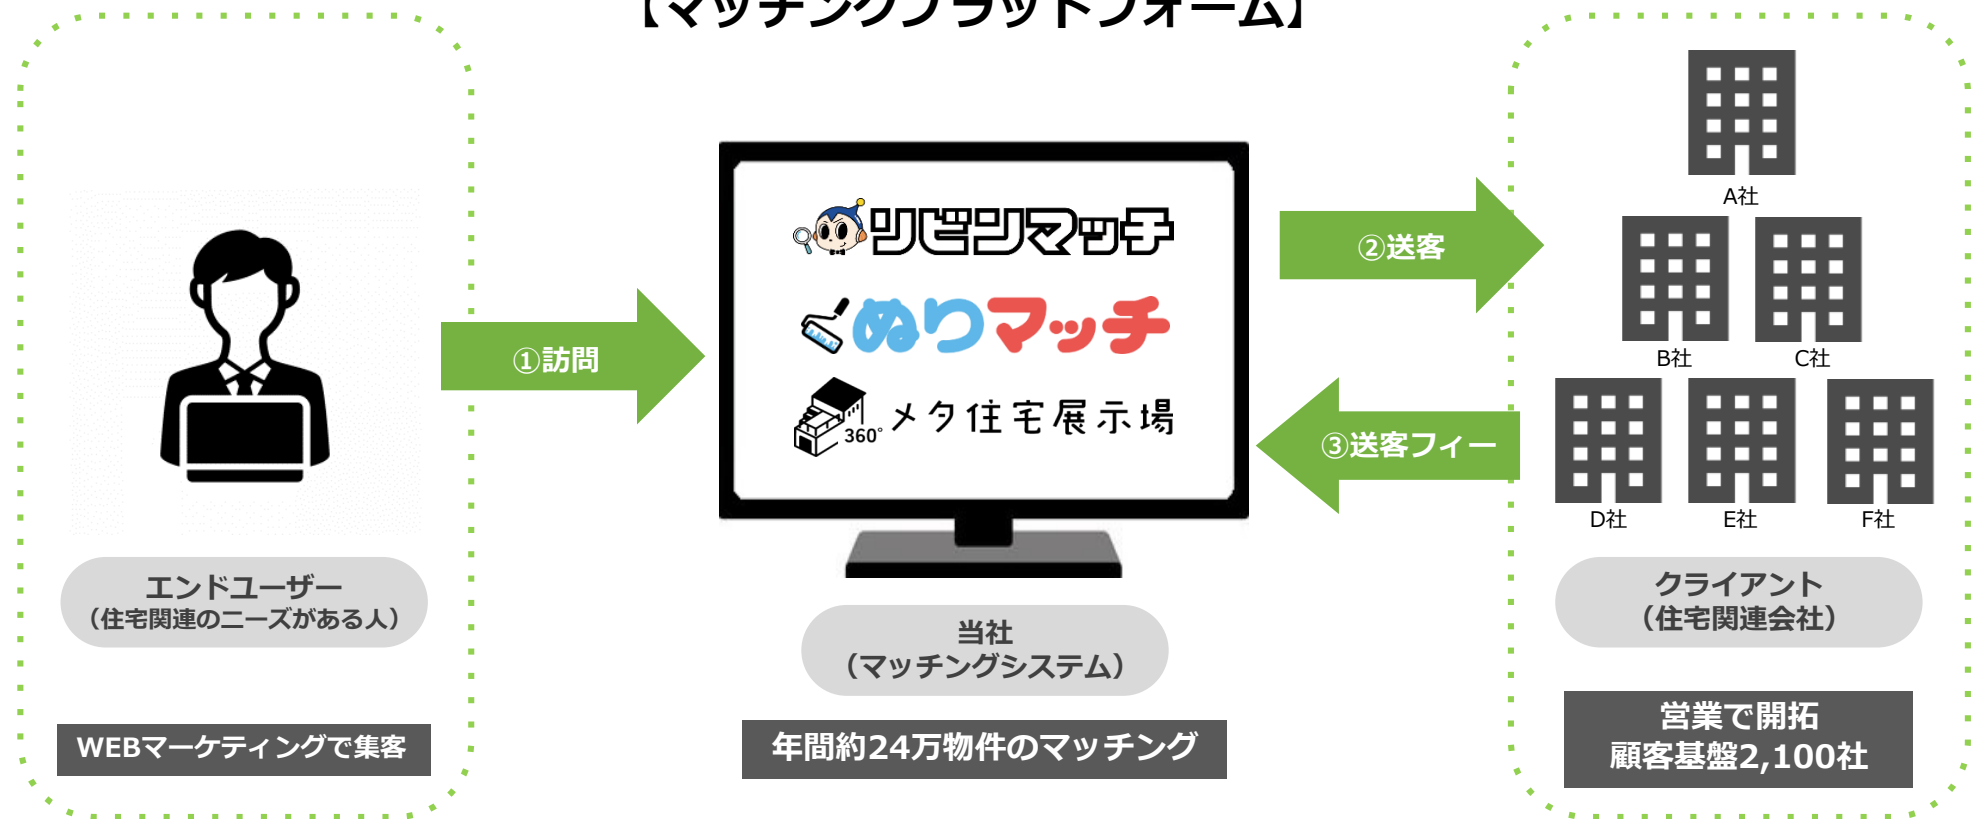 【マッチングプラットフォーム】
①訪問
エンドユーザー
（住宅関連のニーズがある人）
WEBマーケティングで集客
リビンマッチ
ぬりマッチ
360°
メタ住宅展示場
当社
（マッチングシステム）
年間約24万物件のマッチング
②送客
③送客フィー
A社
B社
C社
D社
E社
F社
クライアント
（住宅関連会社）
営業で開拓
顧客基盤2,100社